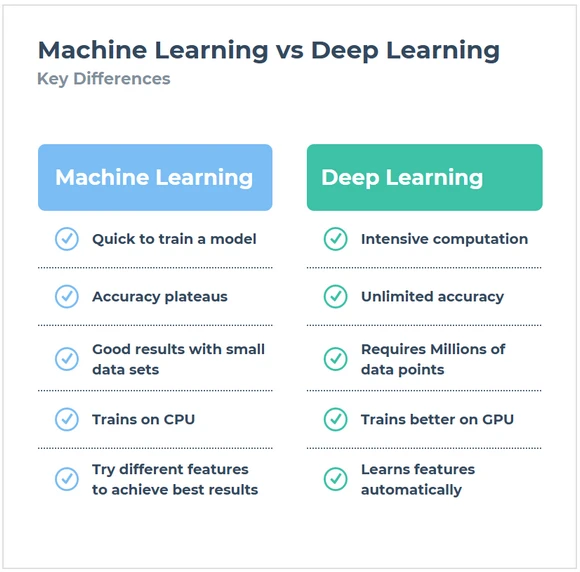 Machine Learning vs Deep Learning
Key Differences
Machine Learning
Quick to train a model
Accuracy plateaus
Good results with small
data sets
Trains on CPU
Try different features
to achieve best results
Deep Learning
Intensive computation
Unlimited accuracy
Requires Millions of
data points
Trains better on GPU
Learns features
automatically